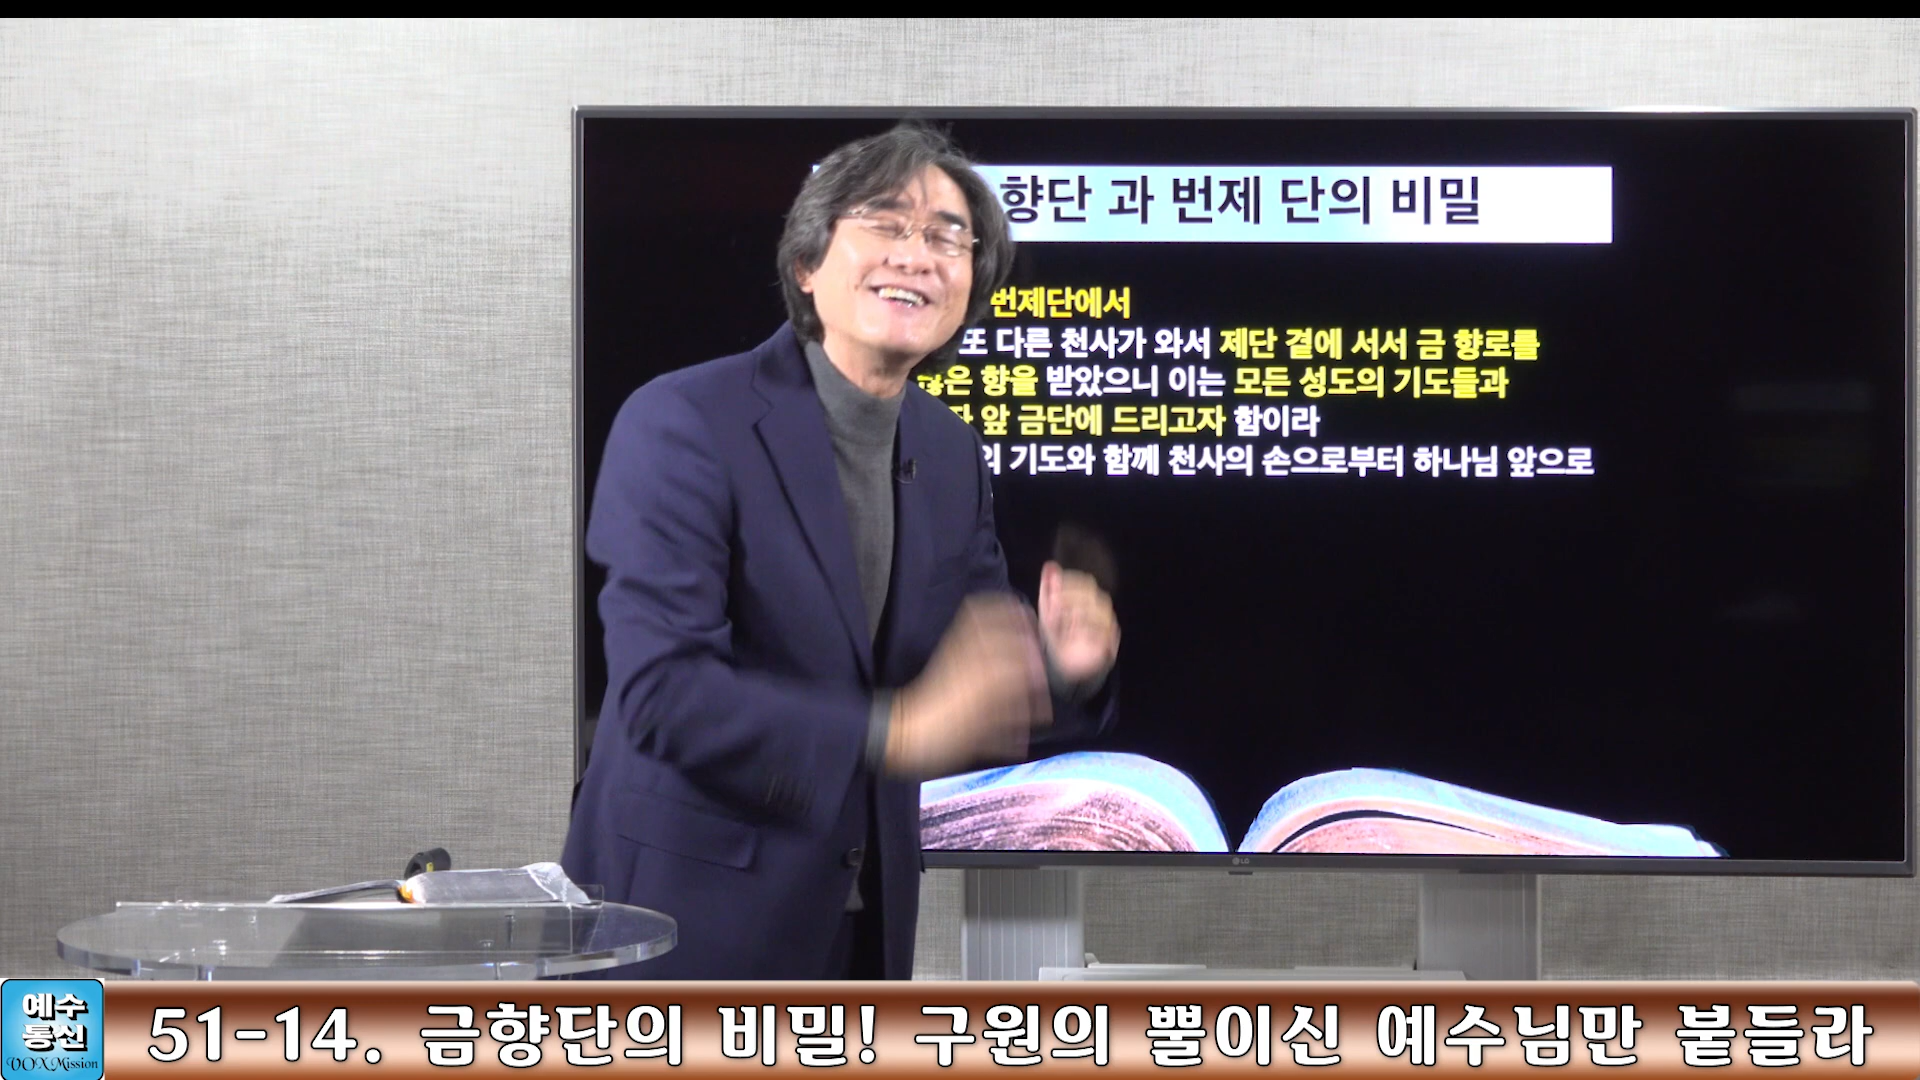 향단 과 번제 단의 비밀
번제단에서
또 다른 천사가 와서 제단 곁에 서서 금 향로를
많은 향을 받았으니 이는 모든 성도의 기도들과
앞 금단에 드리고자 함이라
의 기도와 함께 천사의 손으로부터 하나님 앞으로
LG
예수
통신
VOX Mission
51-14. 금향단의 비밀! 구원의 뿔이신 예수님만 붙들라